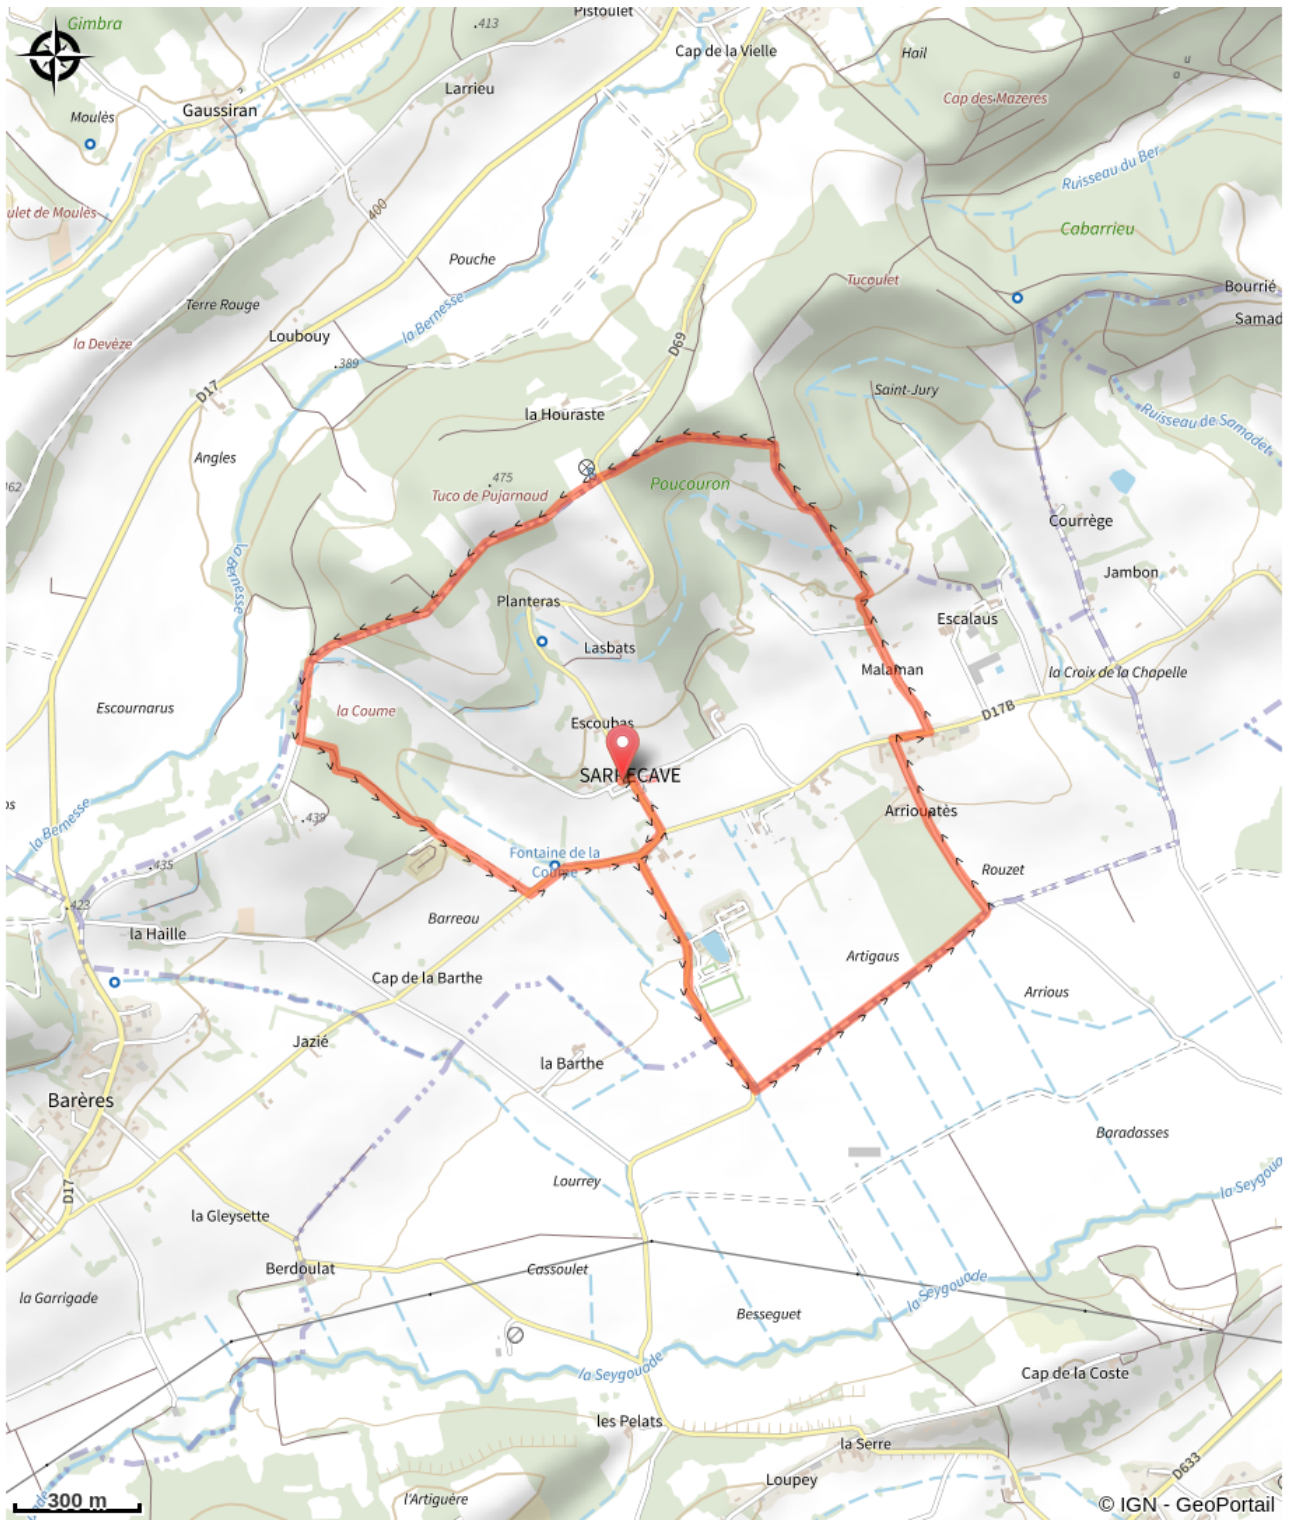 Gimbra
.413
Pistoulet
Cap de la Vielle
Hail
Larrieu
Cap des Mazeres
Gaussiran
Moulès
Ruisseau du Ber
ulet de Moulès
400
Cabarrieu
Pouche
Tucoulet
Bourrié
Terre Rouge
la Bernesse
Samad
Loubouy
la Devèze
D69
.389
D17
Saint-Jury
la Houraste
Ruisseau de Samadet
Angles
.475
Tuco de Pujarnaud
Poucouron
462
Courrège
la Bernesse
Jambon
Planteras
Escalaus
Lasbats
Malaman
la Croix de la Chapelle
Escournarus
la Coume
D17B
Escoubas
SARRECAVE
la Bernesse
.439
Arriouatès
Fontaine de la
Coume
.435
Rouzet
.423
Barreau
la Haille
Artigaus
Cap de la Barthe
Arrious
Jazié
la Barthe
Barères
Baradasses
D17
Lourrey
la Seygoua
la Gleysette
Berdoulat
Cassoulet
la Seygouade
la Garrigade
Besseguet
la Seygouade
Cap de la Coste
les Pelats
la Serre
D633
Loupey
l'Artiguère
ade
300 m
© IGN - GeoPortail